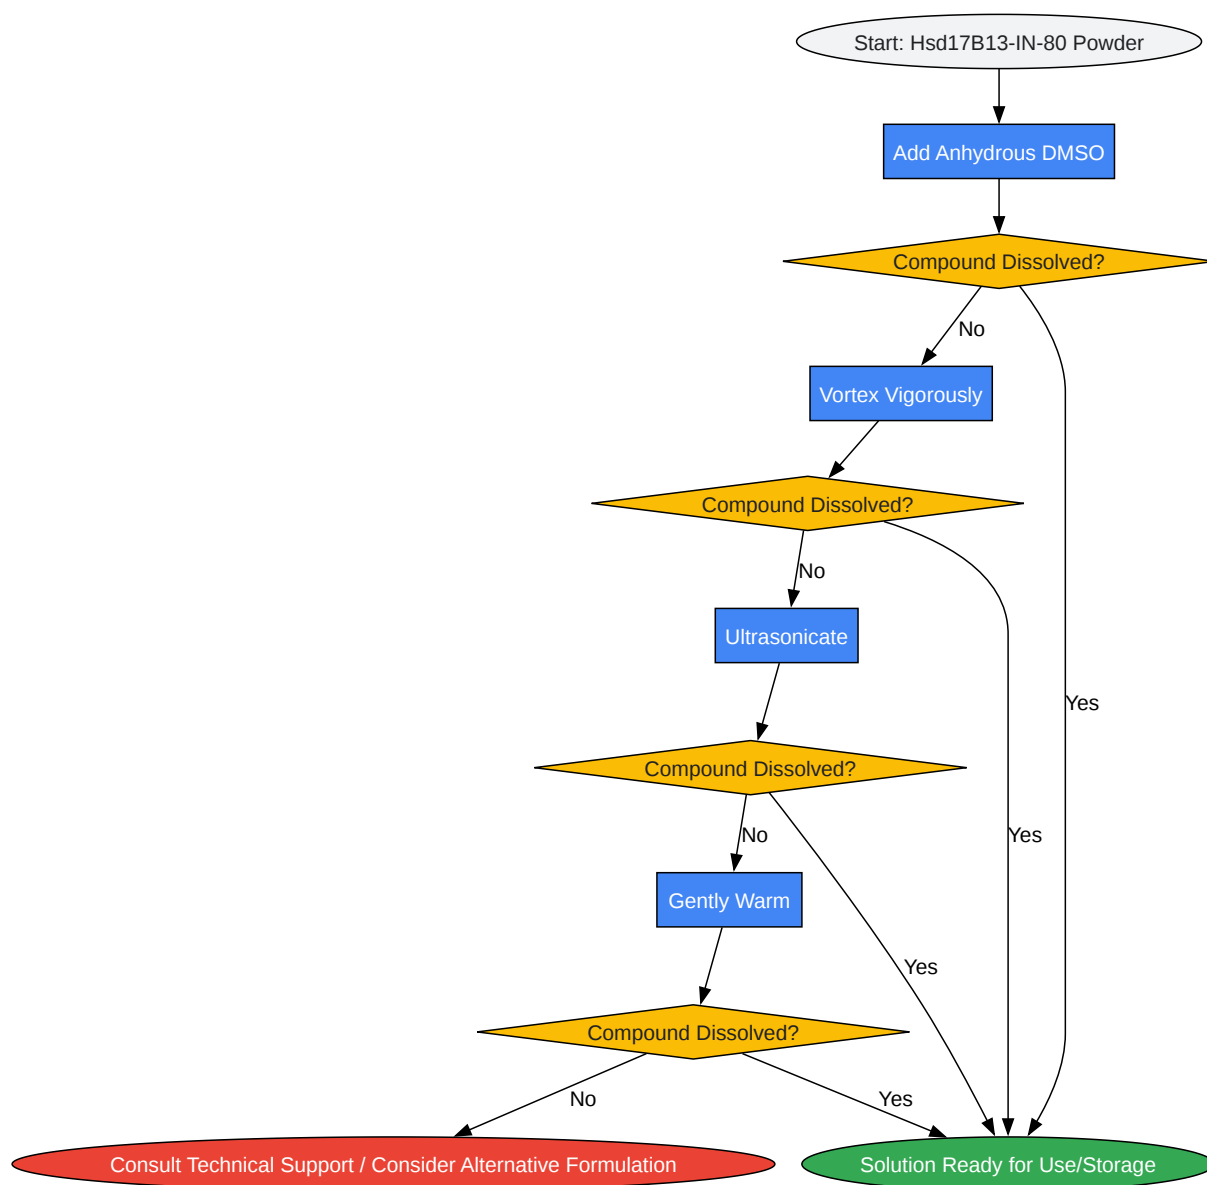 Start: Hsd17B13-IN-80 Powder
Add Anhydrous DMSO
Compound Dissolved?
No
Vortex Vigorously
Compound Dissolved?
No
Ultrasonicate
Yes
Compound Dissolved?
No
Yes
Gently Warm
Yes
Compound Dissolved?
No
Yes
Consult Technical Support / Consider Alternative Formulation
Solution Ready for Use/Storage